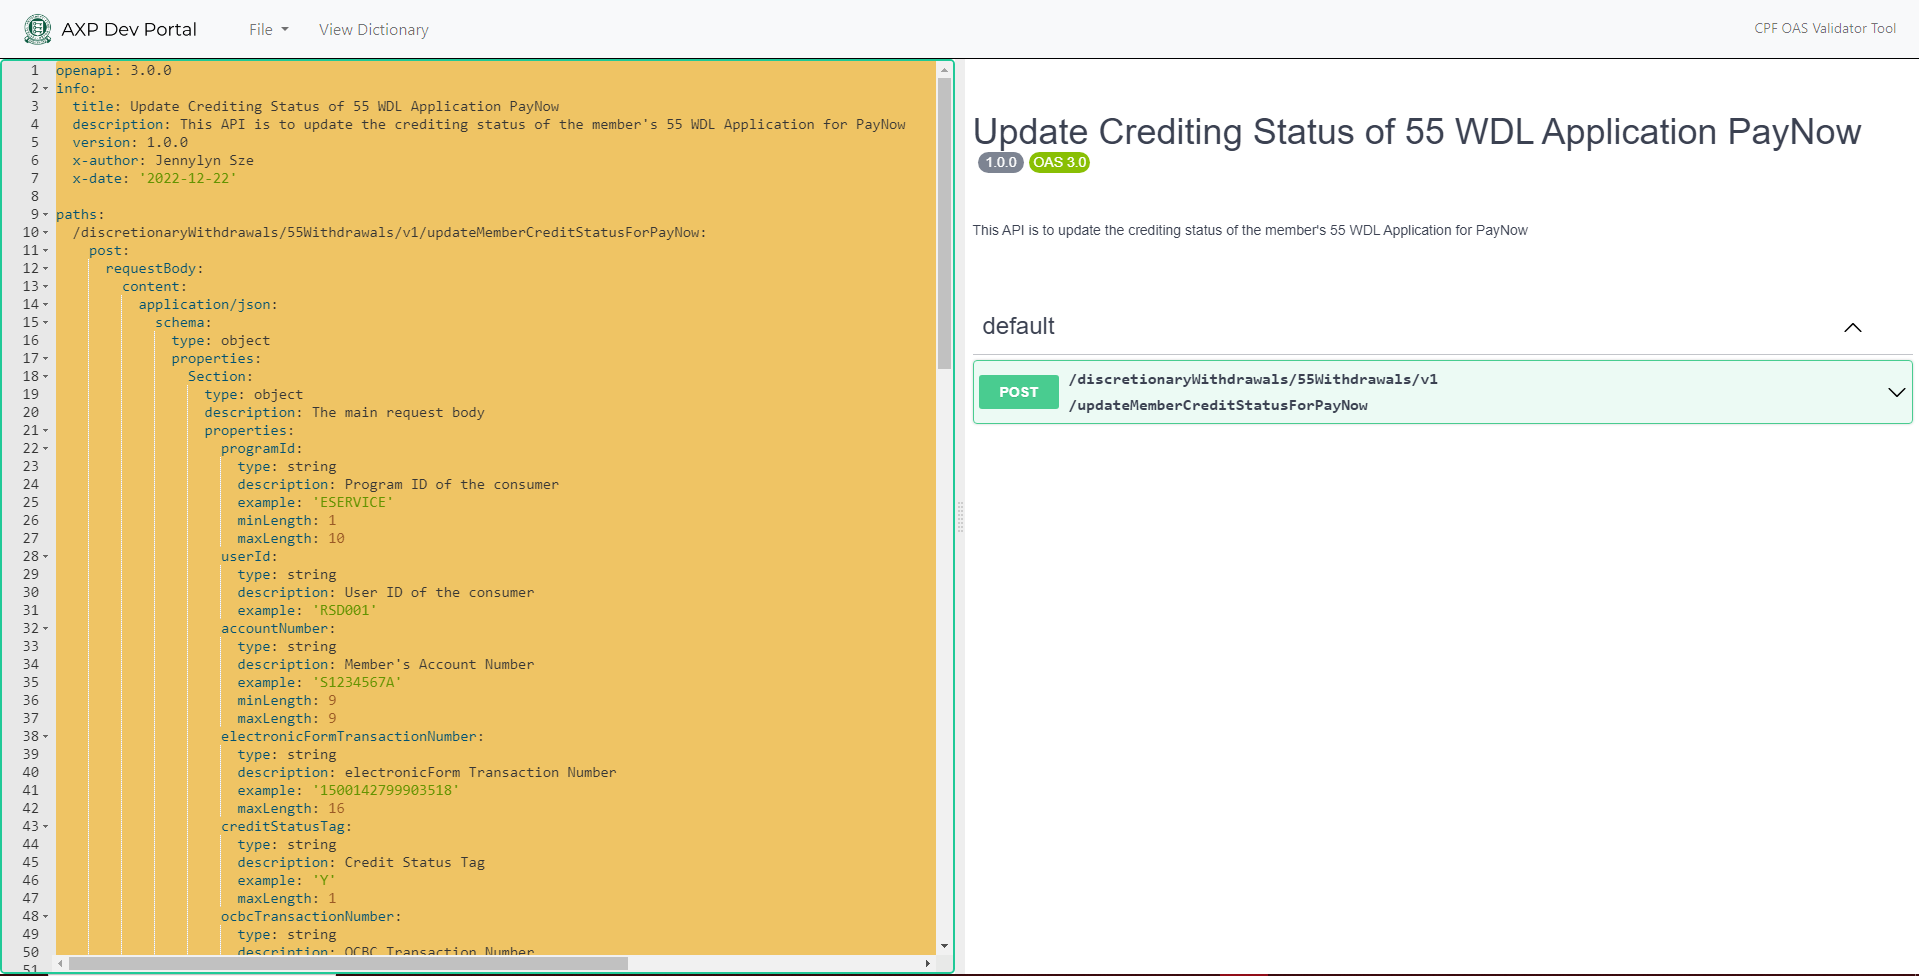 AXP Dev Portal
File
View Dictionary
CPF OAS Validator Tool
1 openapi: 3.0.0
2 info:
3 title: Update Crediting Status of 55 WDL Application PayNow
4 description: This API is to update the crediting status of the member's 55 WDL Application for PayNow
5 version: 1.0.0
6 x-author: Jennylyn Sze
7 x-date: '2022-12-22'
8
9 paths:
10 /discretionaryWithdrawals/55Withdrawals/v1/updateMemberCreditStatusForPayNow:
11 post:
12 requestBody:
13 content:
14 application/json:
15 schema:
16 type: object
17 properties:
18 Section:
19 type: object
20 description: The main request body
21 properties:
22 programId:
23 type: string
24 description: Program ID of the consumer
25 example: 'ESERVICE'
26 minLength: 1
27 maxLength: 10
28 userId:
29 type: string
30 description: User ID of the consumer
31 example: 'RSD001'
32 accountNumber:
33 type: string
34 description: Member's Account Number
35 example: 'S1234567A'
36 minLength: 9
37 maxLength: 9
38 electronicFormTransactionNumber:
39 type: string
40 description: electronicForm Transaction Number
41 example: '1500142799903518'
42 maxLength: 16
43 creditStatusTag:
44 type: string
45 description: Credit Status Tag
46 example: 'Y'
47 maxLength: 1
48 ocbcTransactionNumber:
49 type: string
50 description: OCBC Transaction Number
51
Update Crediting Status of 55 WDL Application PayNow
1.0.0 OAS 3.0
This API is to update the crediting status of the member's 55 WDL Application for PayNow
default
POST
/discretionaryWithdrawals/55Withdrawals/v1
/updateMemberCreditStatusForPayNow